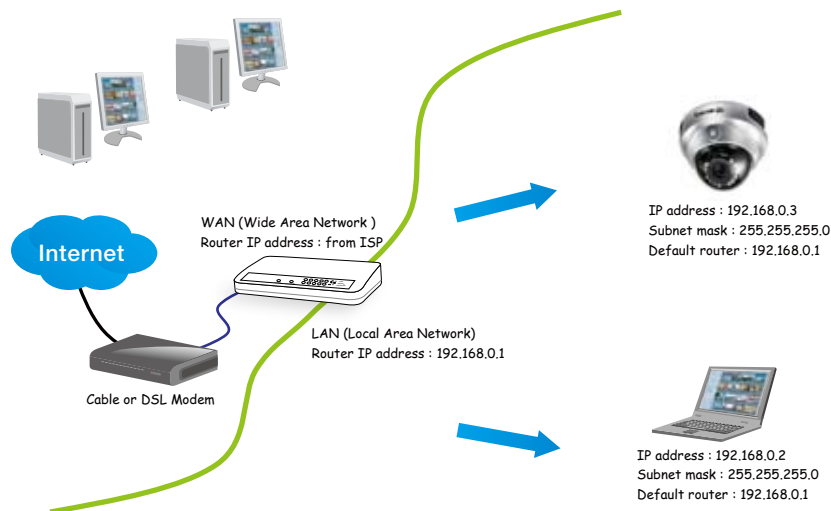 WAN (Wide Area Network )
Router IP address : from ISP
Internet
LAN (Local Area Network)
Router IP address : 192.168.0.1
Cable or DSL Modem
IP address : 192.168.0.3
Subnet mask : 255.255.255.0
Default router : 192.168.0.1
IP address : 192.168.0.2
Subnet mask : 255.255.255.0
Default router : 192.168.0.1